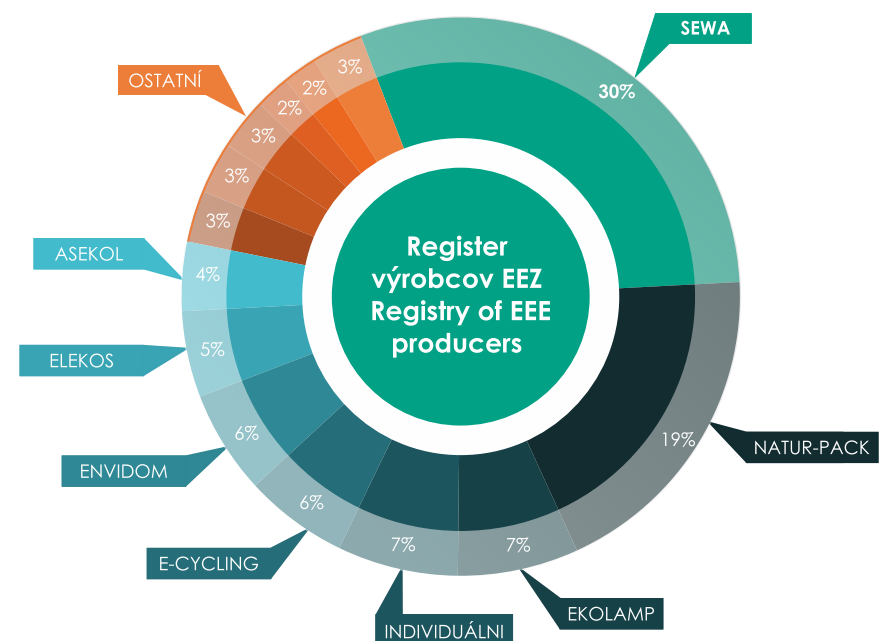 SEWA
30%
NATUR-PACK
19%
EKOLAMP
7%
INDIVIDUÁLNI
7%
E-CYCLING
6%
ENVIDOM
6%
ELEKOS
5%
ASEKOL
4%
OSTATNÍ
3%
3%
3%
2%
2%
3%
Register
výrobcov EEZ
Registry of EEE
producers